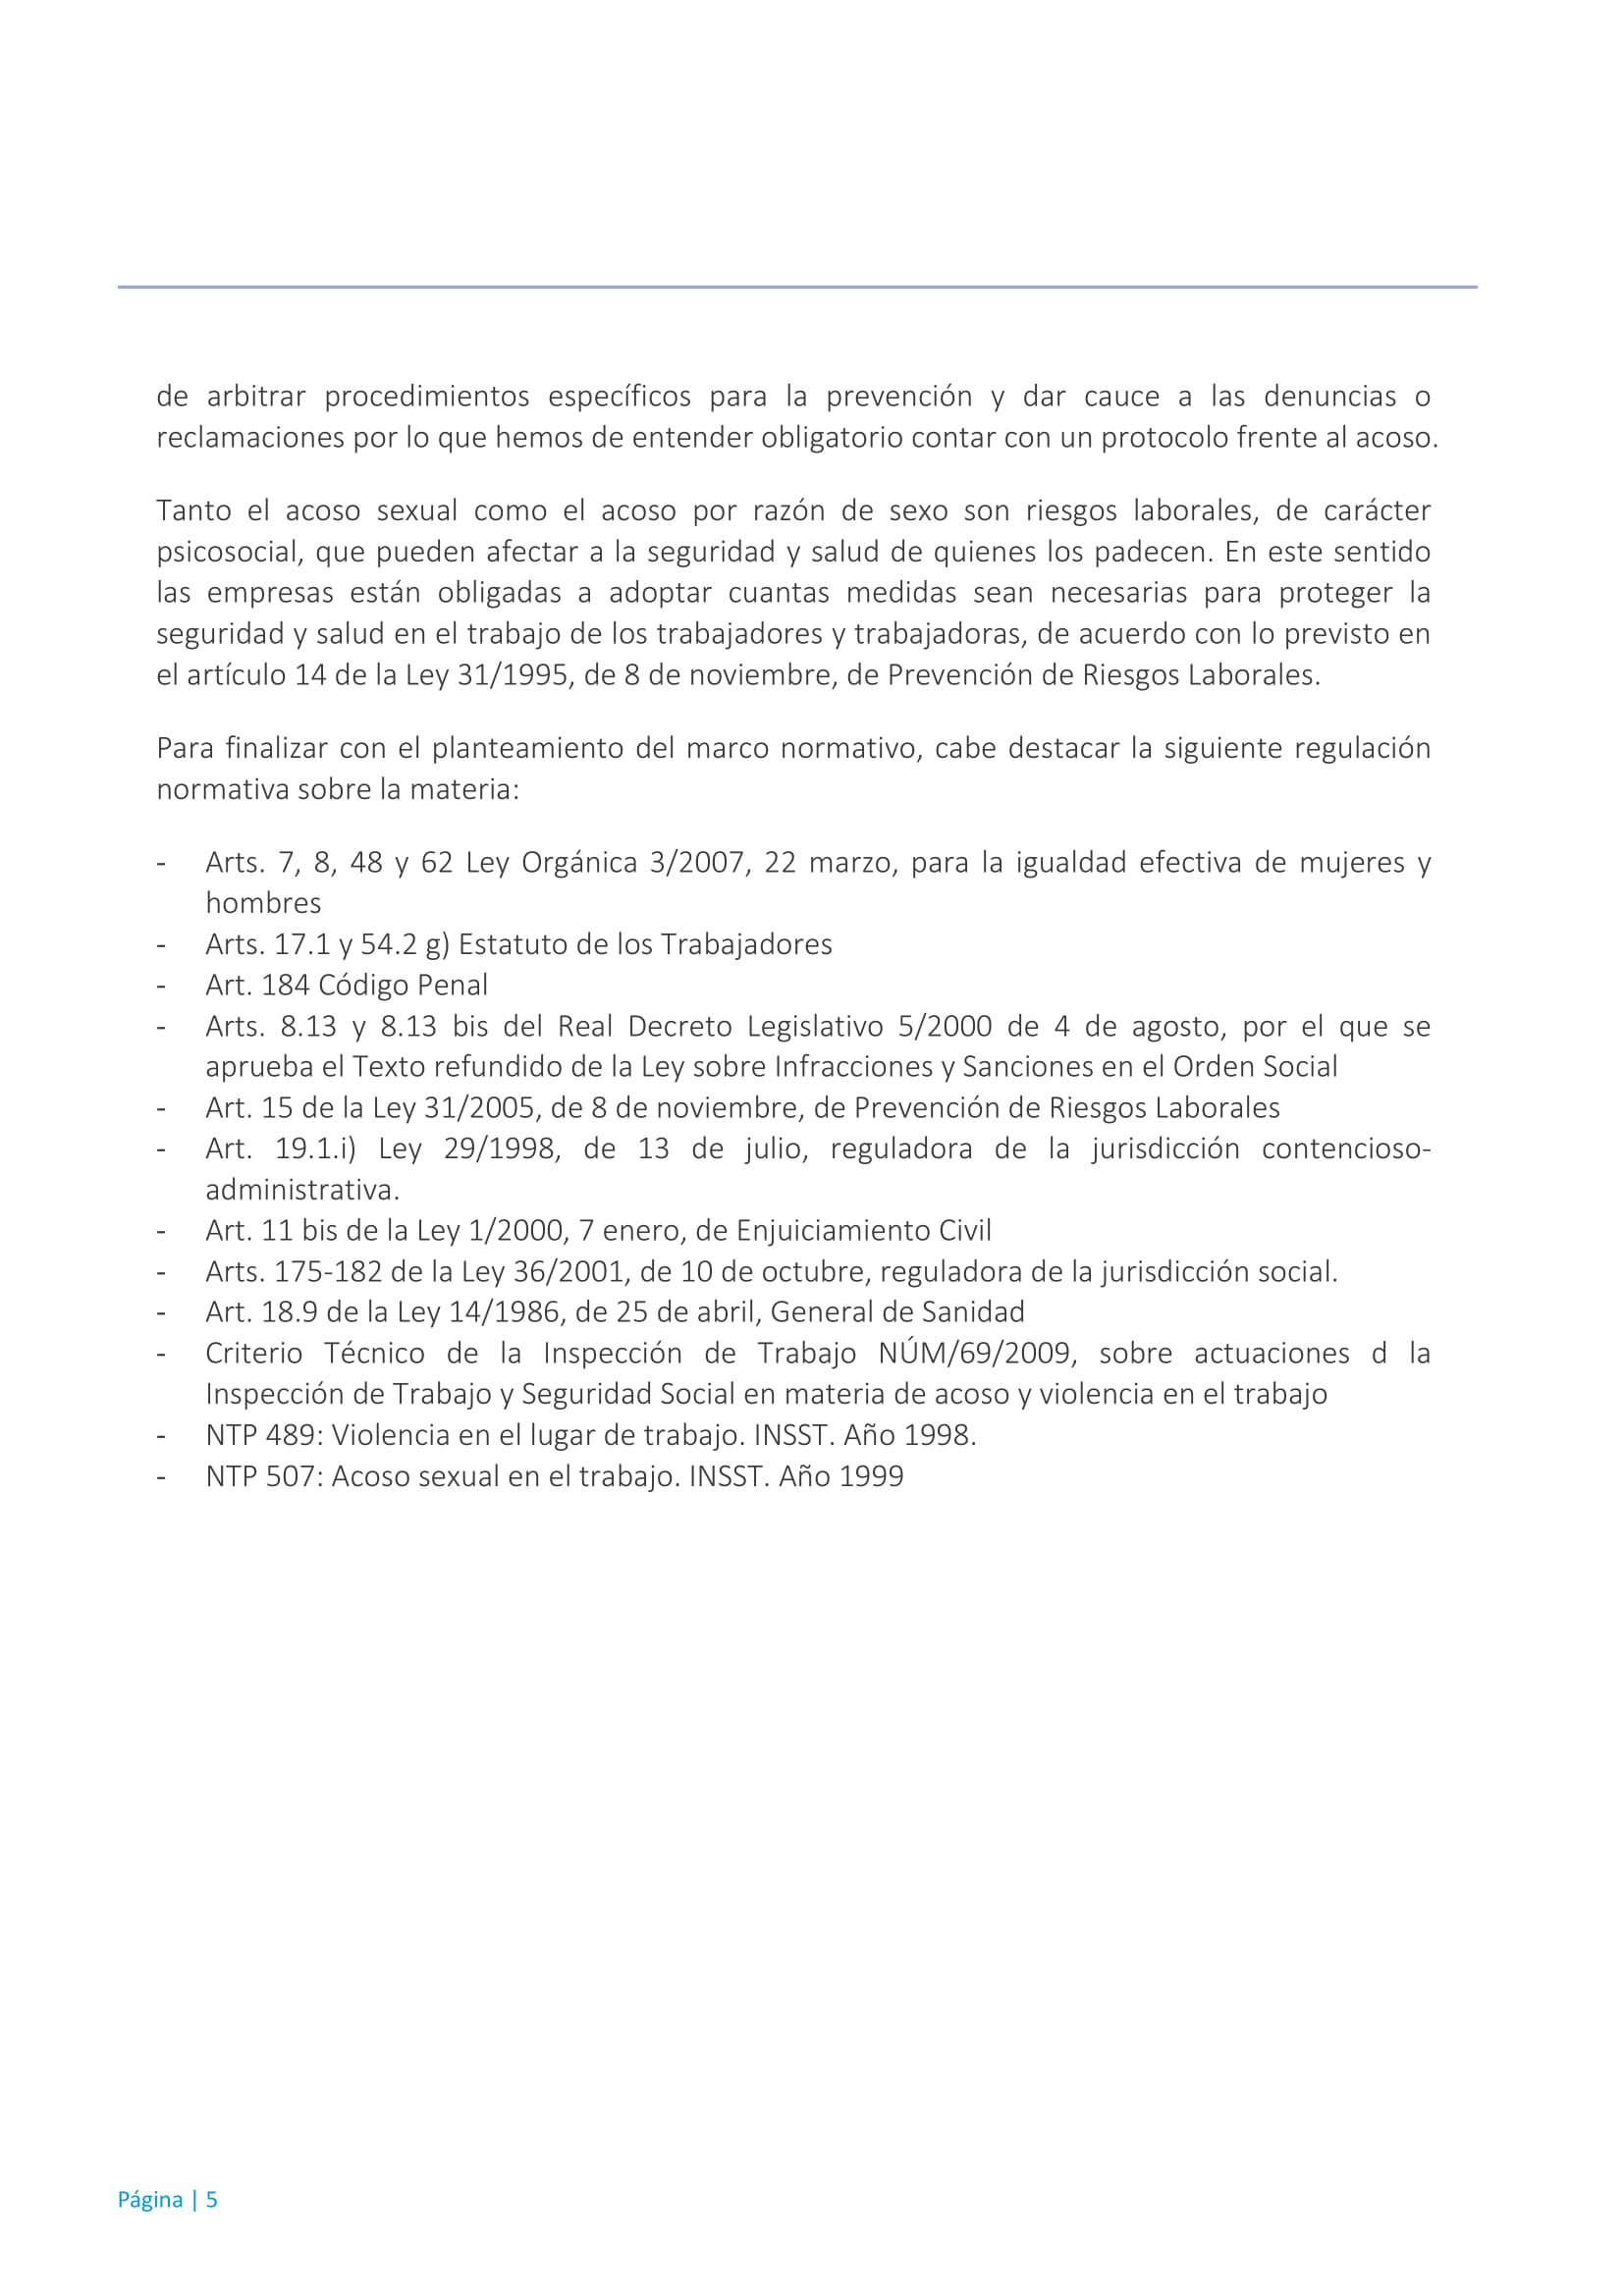 de arbitrar procedimientos específicos para la prevención y dar cauce a las denuncias o
reclamaciones por lo que hemos de entender obligatorio contar con un protocolo frente al acoso.
Tanto el acoso sexual como el acoso por razón de sexo son riesgos laborales, de carácter
psicosocial, que pueden afectar a la seguridad y salud de quienes los padecen. En este sentido
las empresas están obligadas a adoptar cuantas medidas sean necesarias para proteger la
seguridad y salud en el trabajo de los trabajadores y trabajadoras, de acuerdo con lo previsto en
el artículo 14 de la Ley 31/1995, de 8 de noviembre, de Prevención de Riesgos Laborales.
Para finalizar con el planteamiento del marco normativo, cabe destacar la siguiente regulación
normativa sobre la materia:
- Arts. 7, 8, 48 y 62 Ley Orgánica 3/2007, 22 marzo, para la igualdad efectiva de mujeres y
hombres
- Arts. 17.1 y 54.2 g) Estatuto de los Trabajadores
- Art. 184 Código Penal
- Arts. 8.13 y 8.13 bis del Real Decreto Legislativo 5/2000 de 4 de agosto, por el que se
aprueba el Texto refundido de la Ley sobre Infracciones y Sanciones en el Orden Social
- Art. 15 de la Ley 31/2005, de 8 de noviembre, de Prevención de Riesgos Laborales
- Art. 19.1.i) Ley 29/1998, de 13 de julio, reguladora de la jurisdicción contencioso-
administrativa.
- Art. 11 bis de la Ley 1/2000, 7 enero, de Enjuiciamiento Civil
- Arts. 175-182 de la Ley 36/2001, de 10 de octubre, reguladora de la jurisdicción social.
- Art. 18.9 de la Ley 14/1986, de 25 de abril, General de Sanidad
- Criterio Técnico de la Inspección de Trabajo NÚM/69/2009, sobre actuaciones d la
Inspección de Trabajo y Seguridad Social en materia de acoso y violencia en el trabajo
- NTP 489: Violencia en el lugar de trabajo. INSST. Año 1998.
- NTP 507: Acoso sexual en el trabajo. INSST. Año 1999
Página | 5